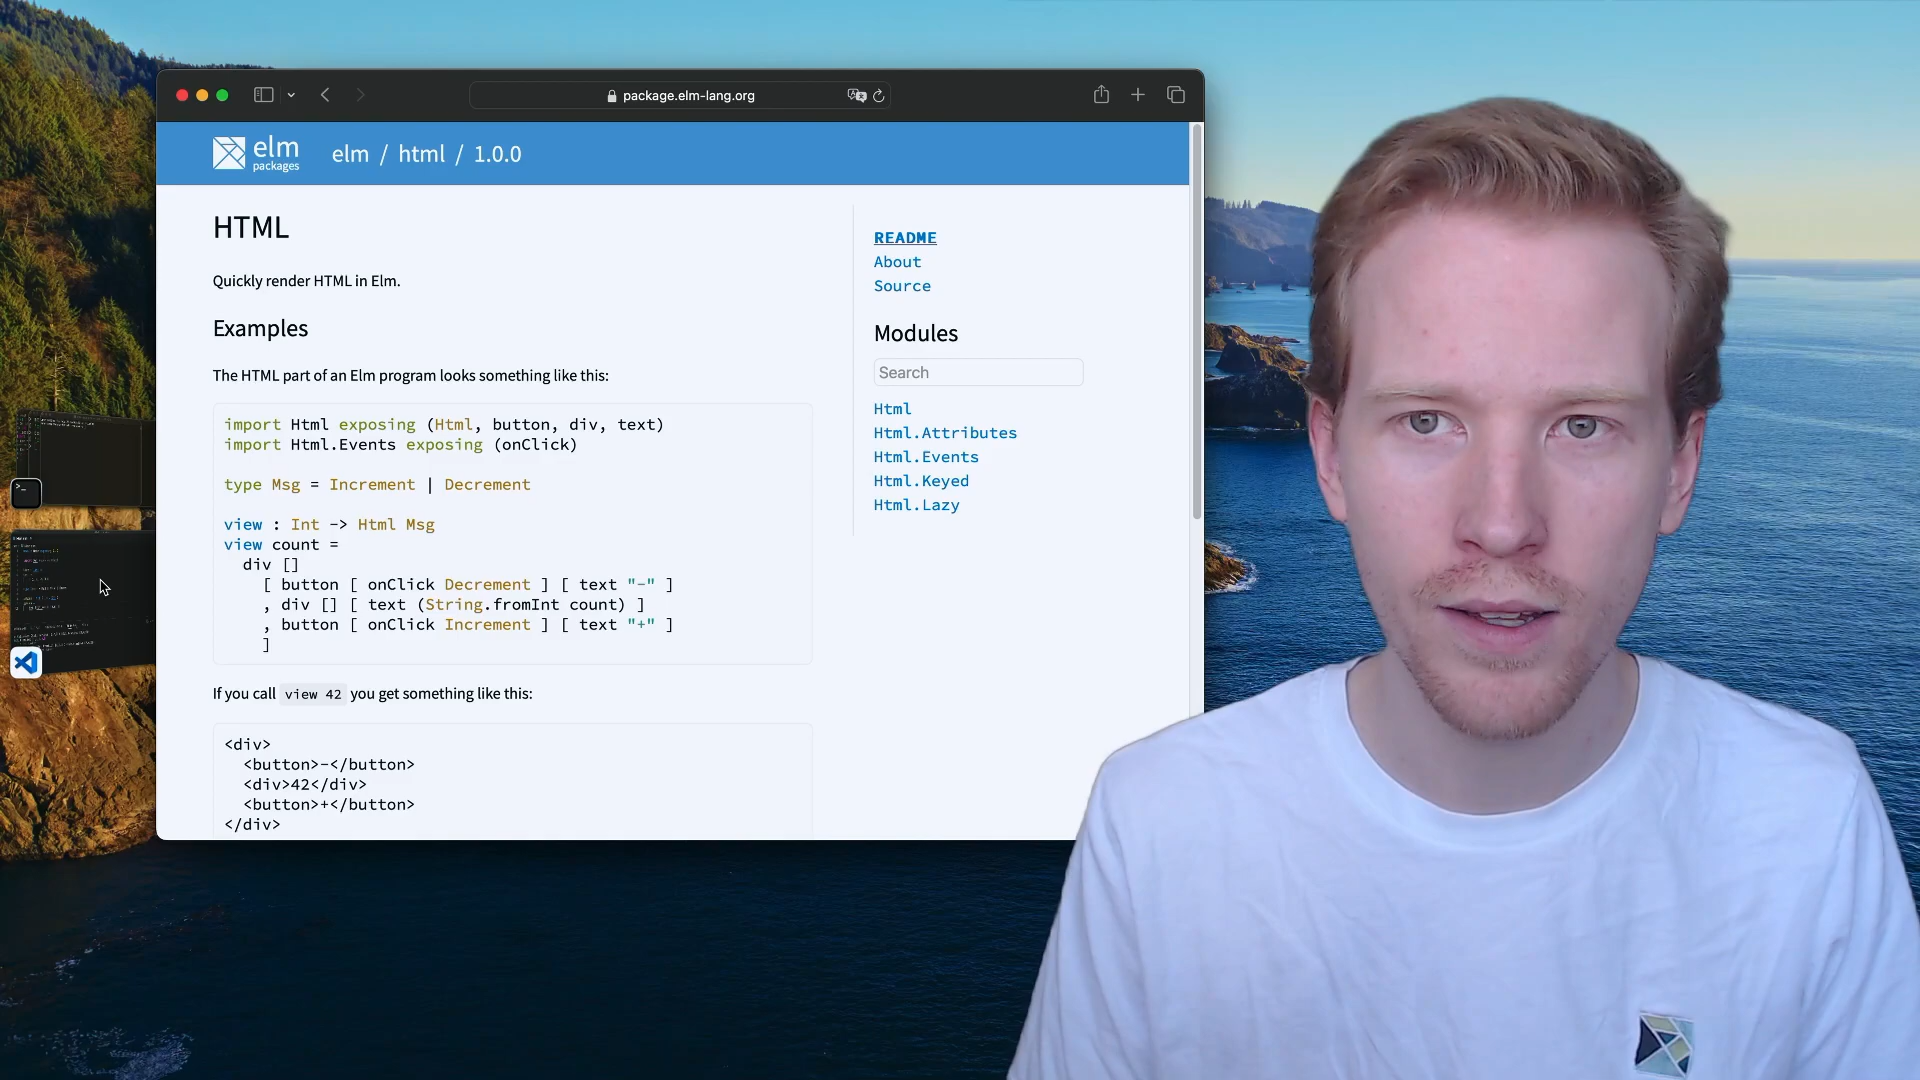 package.elm-lang.org
elm
packages
elm / html / 1.0.0
HTML
Quickly render HTML in Elm.
Examples
The HTML part of an Elm program looks something like this:
import Html exposing (Html, button, div, text)
import Html.Events exposing (onClick)
type Msg = Increment | Decrement
view : Int -> Html Msg
view count =
  div []
    [ button [ onClick Decrement ] [ text "-" ]
    , div [] [ text (String.fromInt count) ]
    , button [ onClick Increment ] [ text "+" ]
    ]
If you call view 42 you get something like this:
<div>
  <button>-</button>
  <div>42</div>
  <button>+</button>
</div>
README
About
Source
Modules
Search
Html
Html.Attributes
Html.Events
Html.Keyed
Html.Lazy